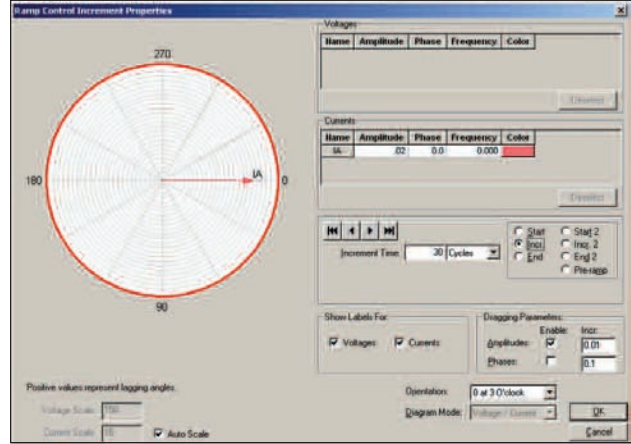 Ramp Control Increment Properties
270
180
IA
0
90
Voltages
Name Amplitude Phase Frequency Color
Deselect
Currents
Name Amplitude Phase Frequency Color
IA .02 0.0 0.000
Deselect
Increment Time: 30 Cycles
Start Start 2
Incr. Incr. 2
End End 2
Pre-ramp
Show Labels For
Voltages Currents
Dragging Parameters:
Enable: Incr:
Amplitudes: 0.01
Phases: 0.1
Positive values represent lagging angles.
Voltage Scale: 150
Current Scale: 15
Auto Scale
Orientation: 0 at 3 O'clock
Diagram Mode: Voltage / Current
OK
Cancel